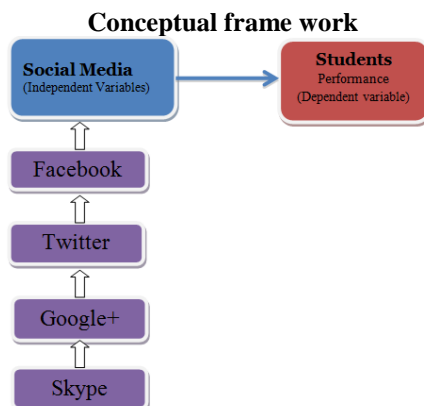 Conceptual frame work
Social Media
(Independent Variables)
Students
Performance
(Dependent variable)
Facebook
Twitter
Google+
Skype